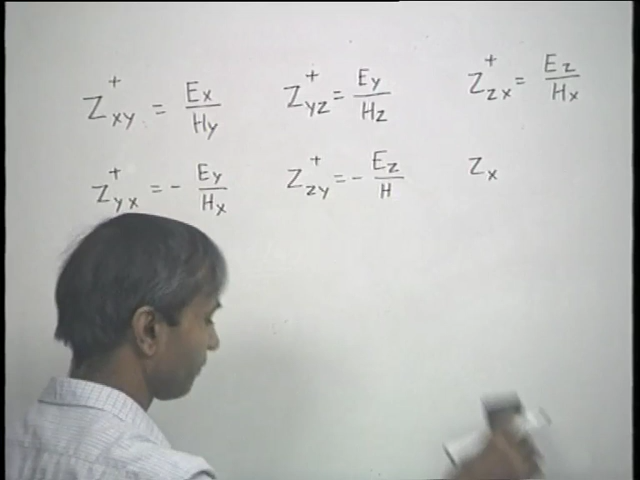 Z⁺xy = Ex/Hy Z⁺yz = Ey/Hz Z⁺zx = Ez/Hx
Z⁺yx = - Ey/Hx Z⁺zy = - Ez/H Zx